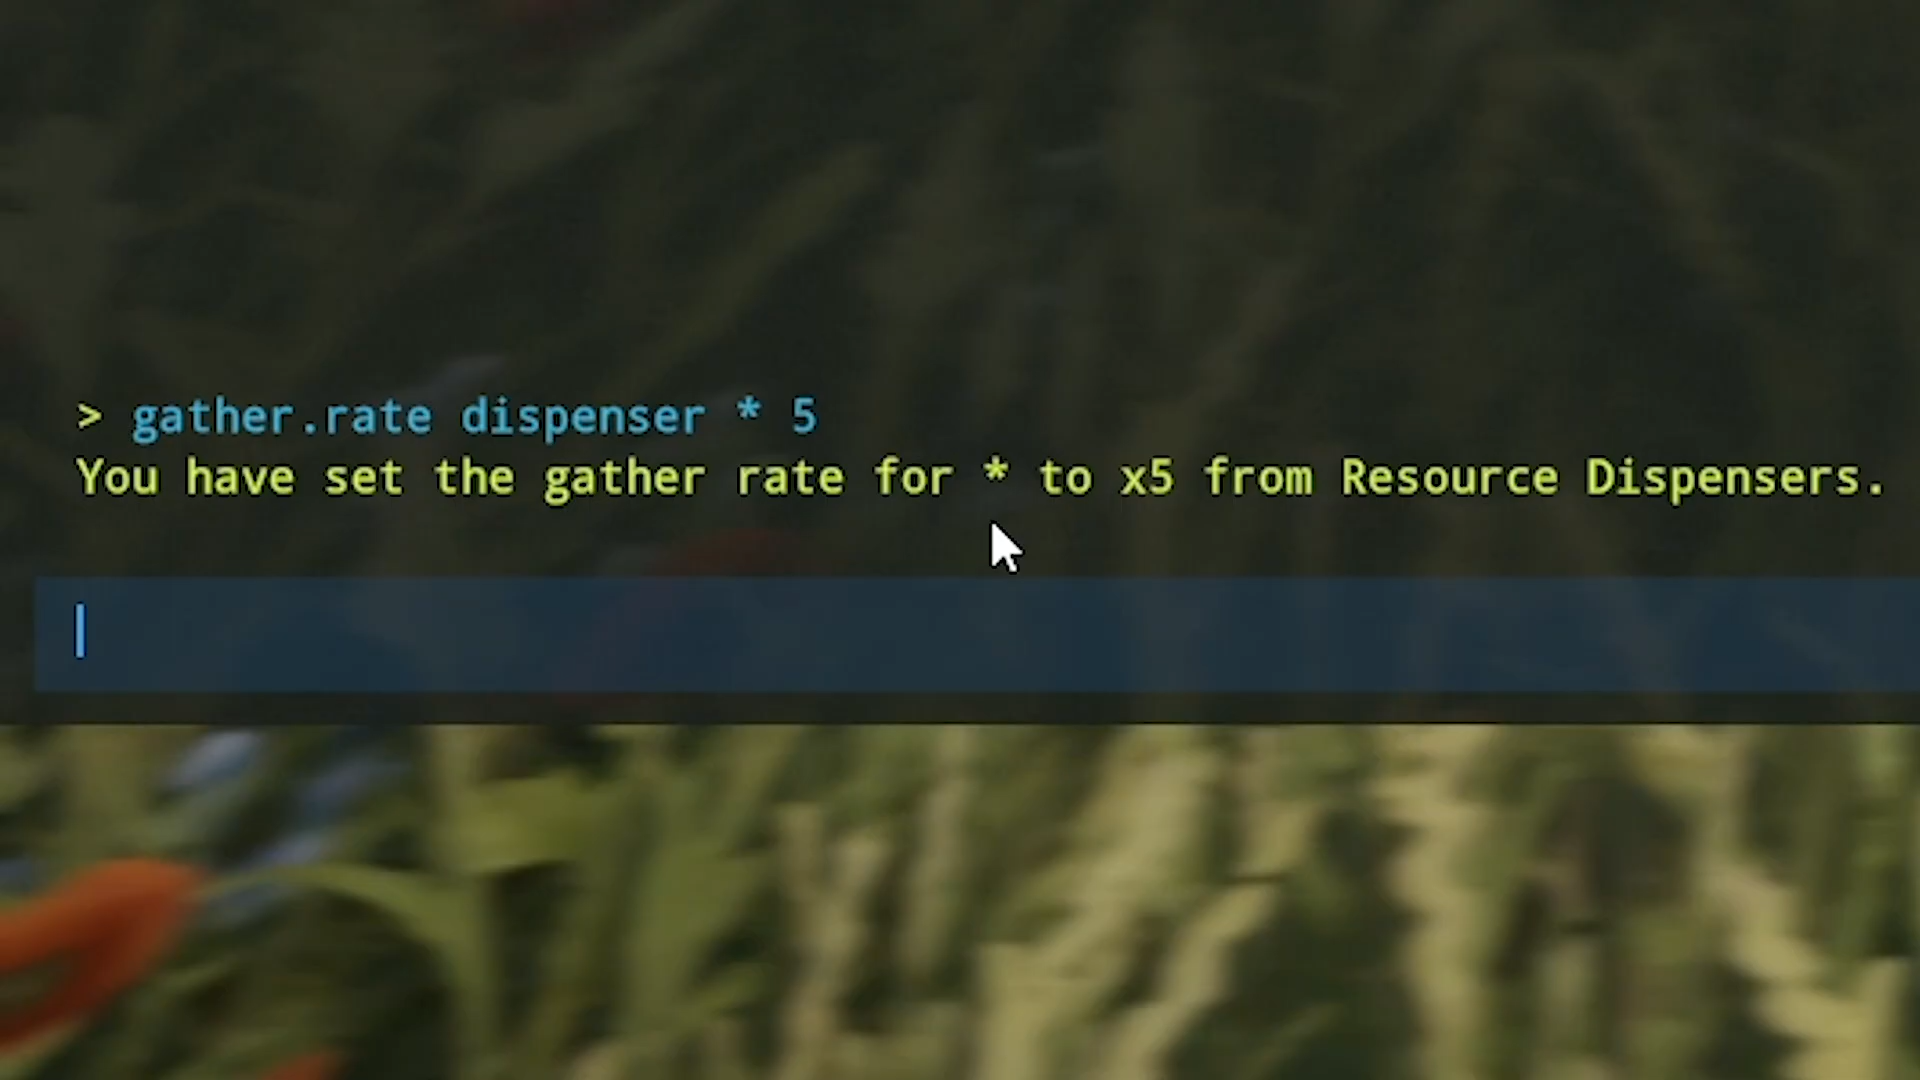 > gather.rate dispenser * 5
You have set the gather rate for * to x5 from Resource Dispensers.